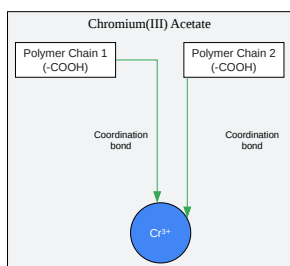 Chromium(III) Acetate
Polymer Chain 1
(-COOH)
Polymer Chain 2
(-COOH)
Coordination
bond
Coordination
bond
Cr³⁺